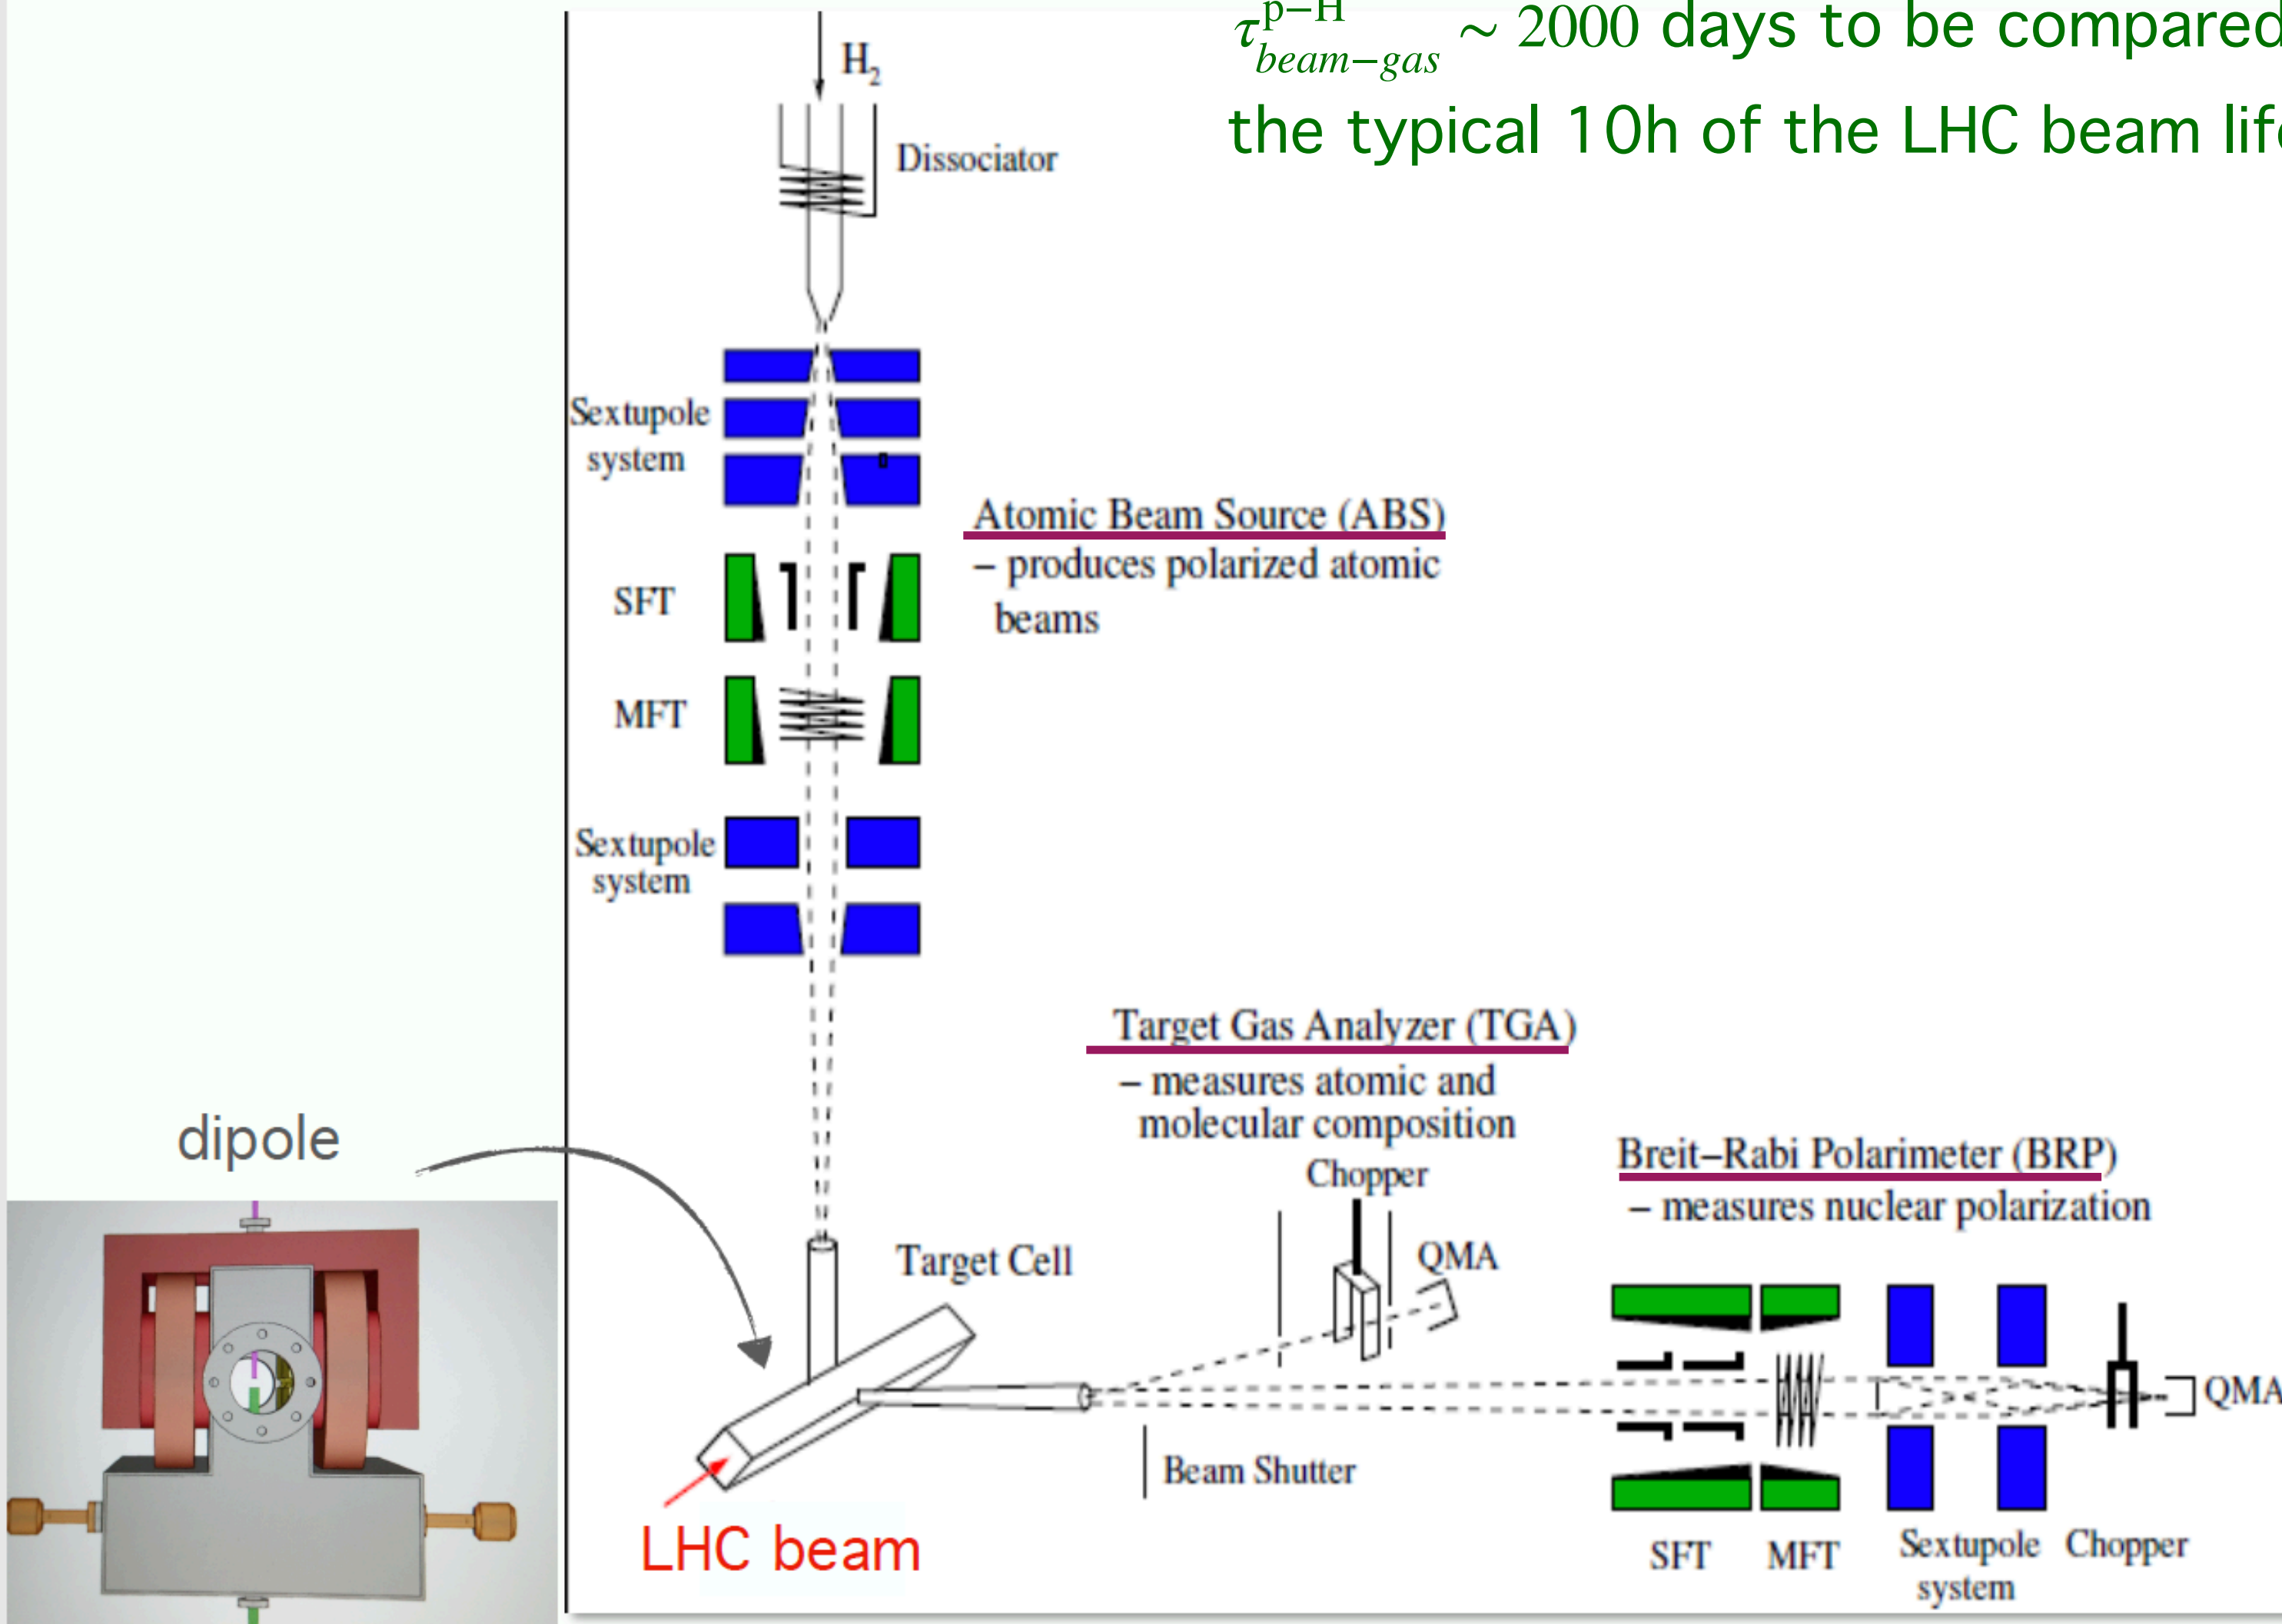 τ_{beam−gas}^{p−H} ∼ 2000 days to be compared
the typical 10h of the LHC beam life
H₂
Dissociator
Sextupole
system
Atomic Beam Source (ABS)
– produces polarized atomic
beams
SFT
MFT
Sextupole
system
Target Gas Analyzer (TGA)
– measures atomic and
molecular composition
Chopper
QMA
dipole
Breit–Rabi Polarimeter (BRP)
– measures nuclear polarization
Target Cell
QMA
Beam Shutter
LHC beam
SFT
MFT
Sextupole
system
Chopper